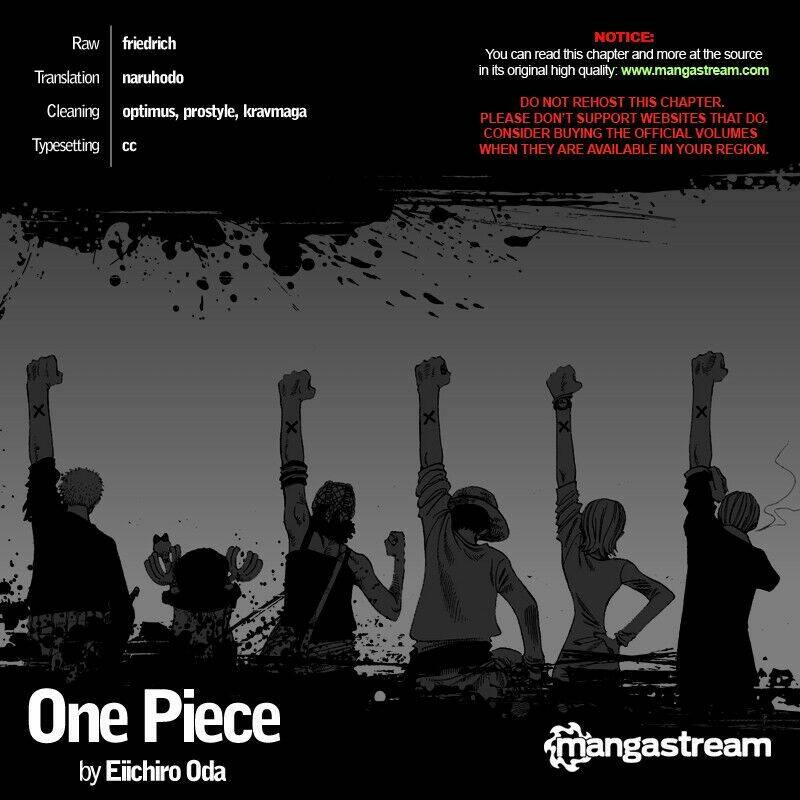 Raw friedrich
Translation naruhodo
Cleaning optimus, prostyle, kravmaga
Typesetting cc
NOTICE:
You can read this chapter and more at the source
in its original high quality: www.mangastream.com
DO NOT REHOST THIS CHAPTER.
PLEASE DON'T SUPPORT WEBSITES THAT DO.
CONSIDER BUYING THE OFFICIAL VOLUMES
WHEN THEY ARE AVAILABLE IN YOUR REGION.
One Piece
by Eiichiro Oda
mangastream